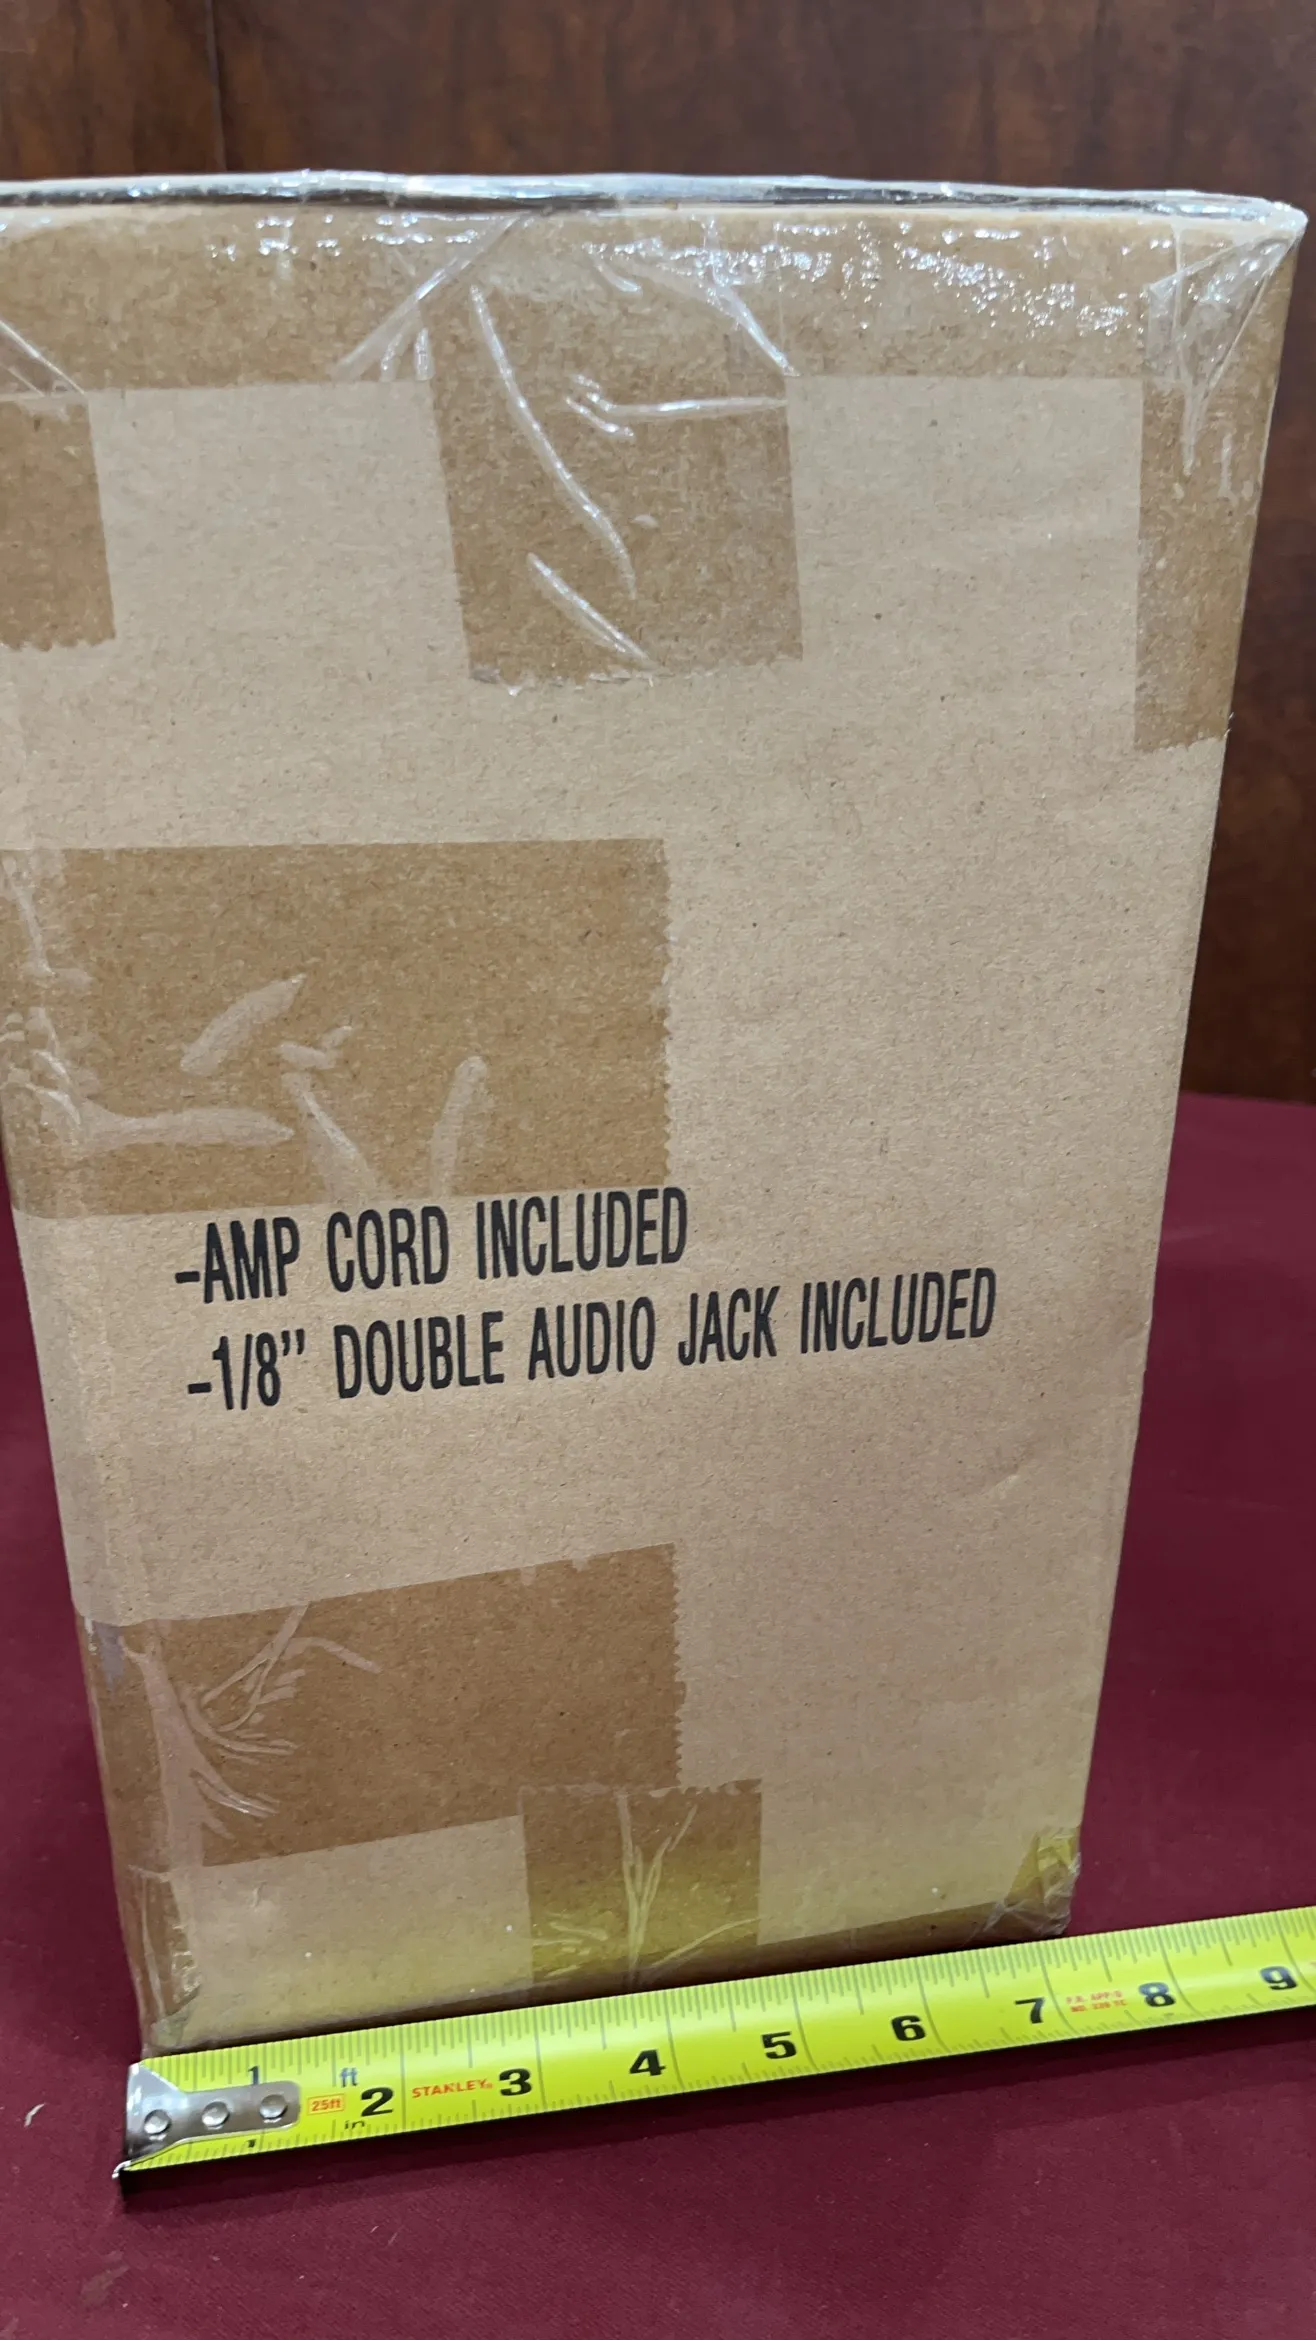 -AMP CORD INCLUDED
-1/8" DOUBLE AUDIO JACK INCLUDED
1 ft 25ft 2 STANLEY® 3 4 5 6 7 8 9
in
1